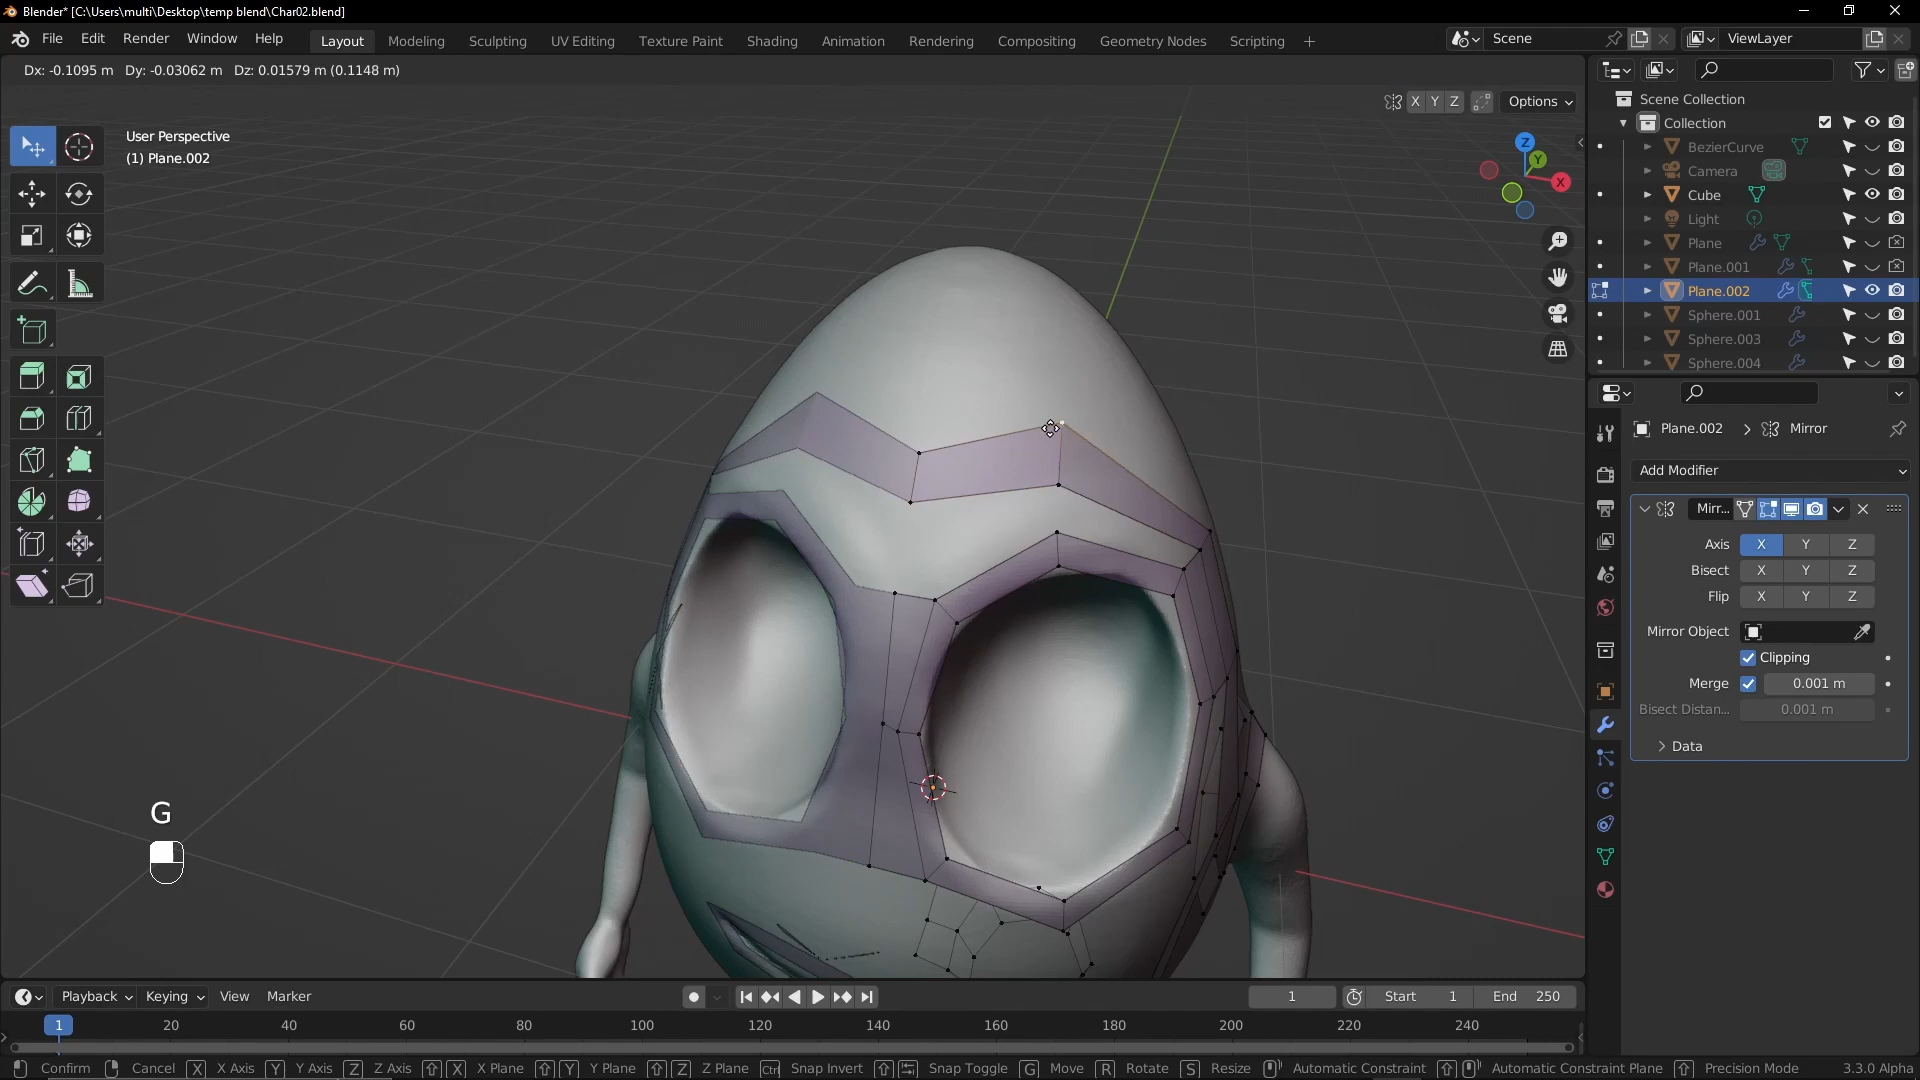 Blender* [C:\Users\multi\Desktop\temp blend\Char02.blend]
File Edit Render Window Help
Layout Modeling Sculpting UV Editing Texture Paint Shading Animation Rendering Compositing Geometry Nodes Scripting +
Scene
ViewLayer
Dx: -0.1095 m Dy: -0.03062 m Dz: 0.01579 m (0.1148 m)
X Y Z
Options
User Perspective
(1) Plane.002
Z
Y
X
Scene Collection
Collection
BezierCurve
Camera
Cube
Light
Plane
Plane.001
Plane.002
Sphere.001
Sphere.003
Sphere.004
Plane.002 > Mirror
Add Modifier
Mirr...
Axis X Y Z
Bisect X Y Z
Flip X Y Z
Mirror Object
Clipping
Merge 0.001 m
Bisect Distan... 0.001 m
Data
G
Playback Keying View Marker
1
Start 1
End 250
1 20 40 60 80 100 120 140 160 180 200 220 240
Confirm Cancel X X Axis Y Y Axis Z Z Axis X X Plane Y Y Plane Z Z Plane Ctrl Snap Invert Snap Toggle G Move R Rotate S Resize Automatic Constraint Automatic Constraint Plane Precision Mode 3.3.0 Alpha